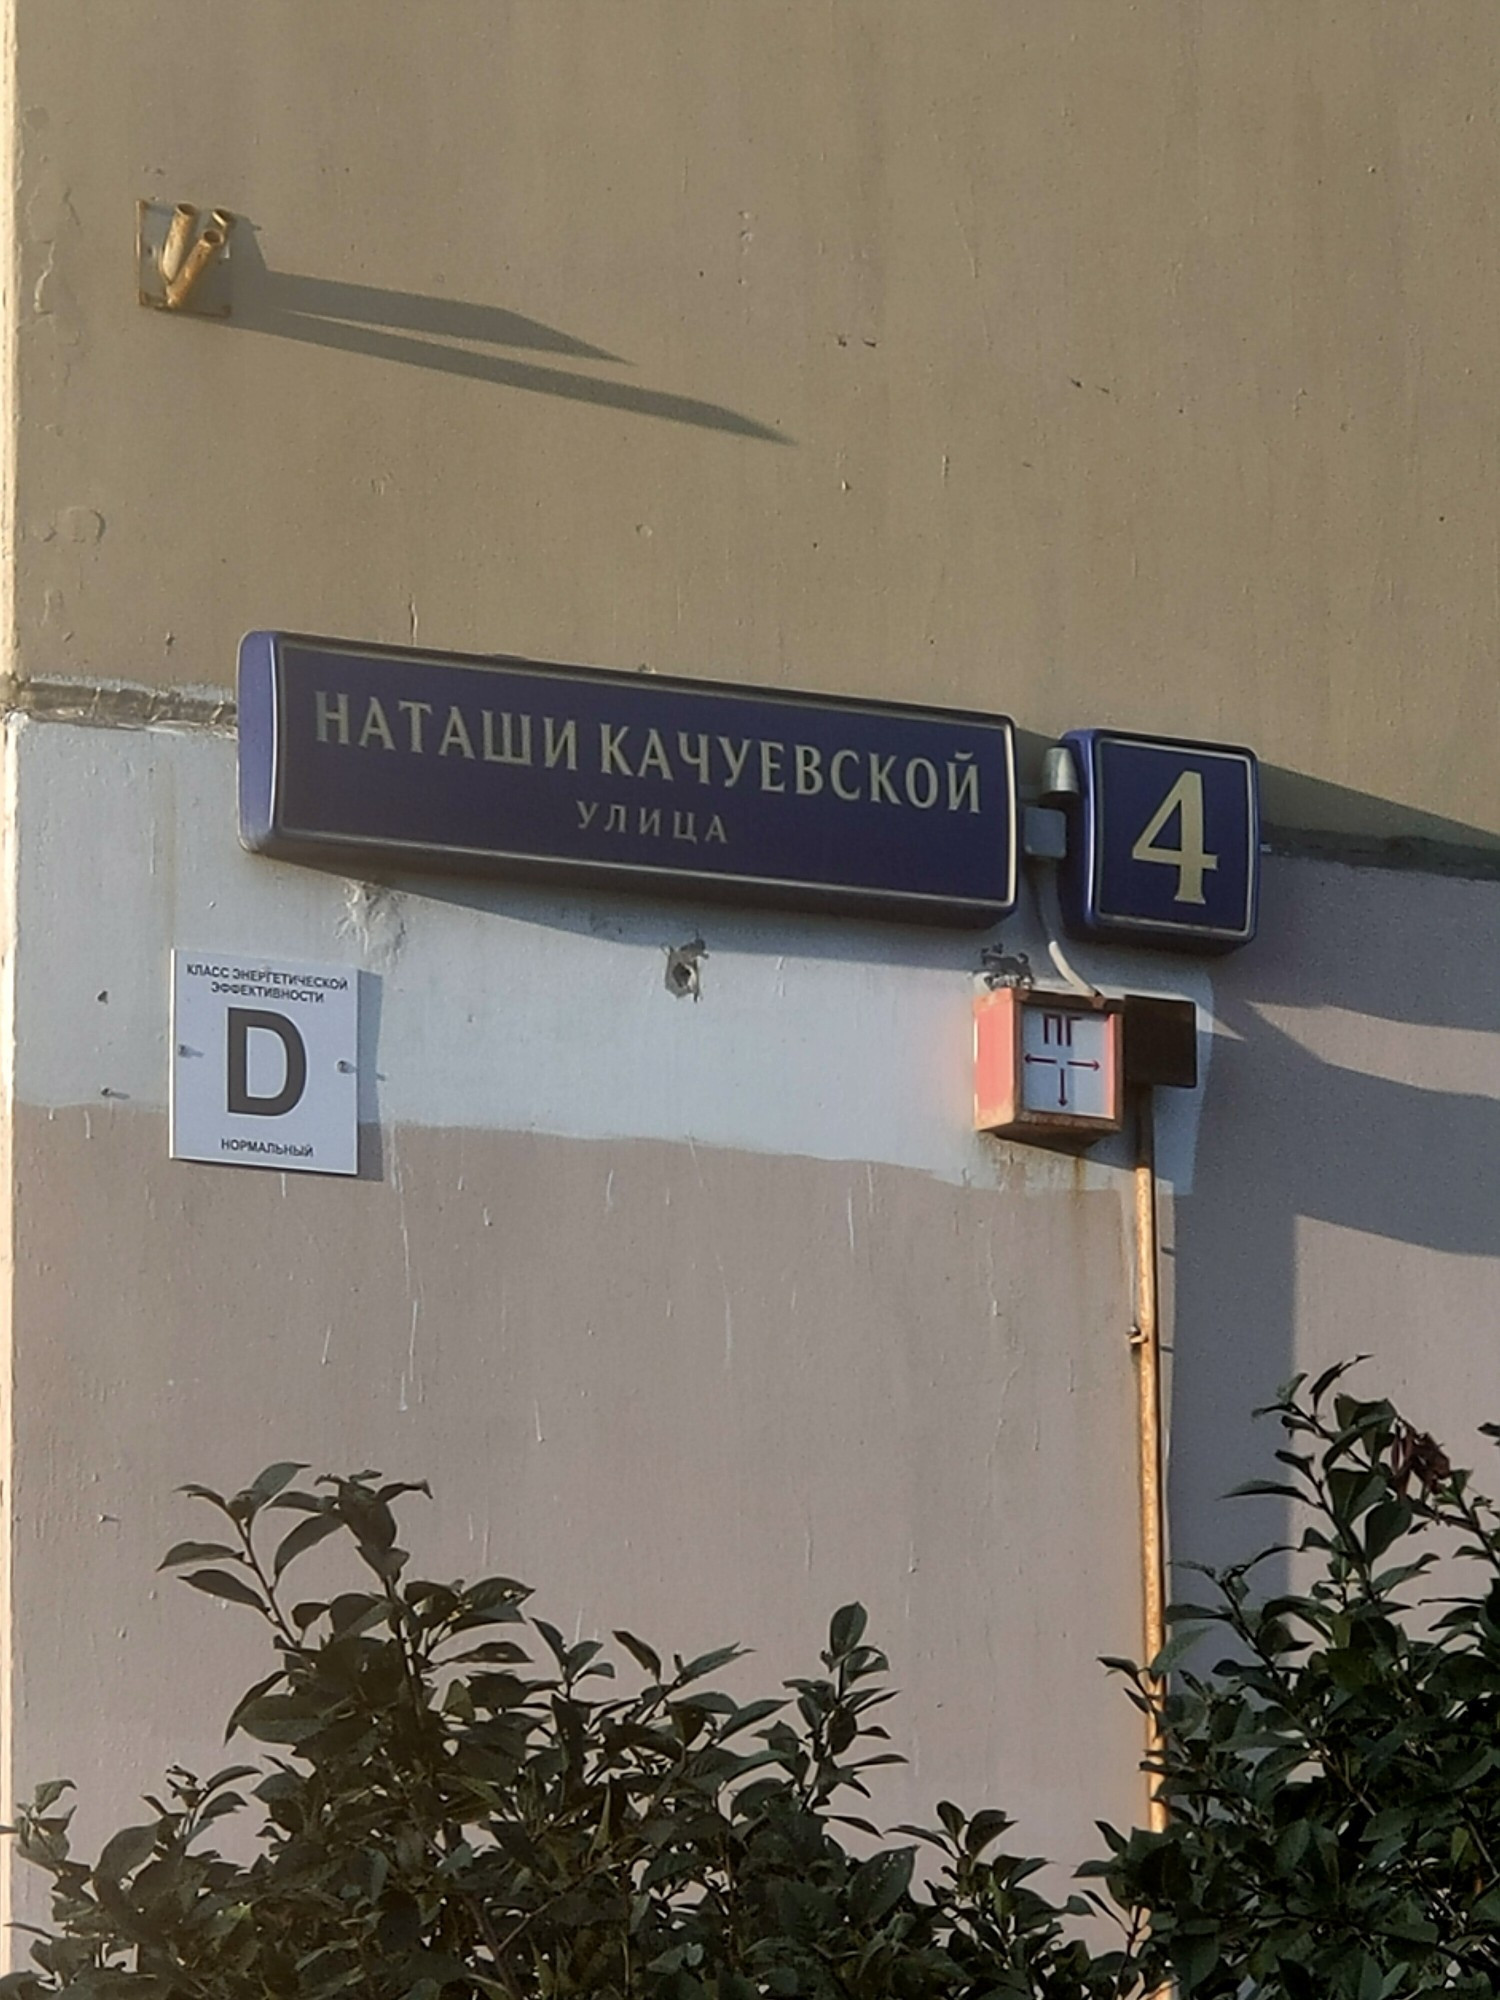 НАТАШИ КАЧУЕВСКОЙ
УЛИЦА
4
КЛАСС ЭНЕРГЕТИЧЕСКОЙ
ЭФФЕКТИВНОСТИ
D
НОРМАЛЬНЫЙ
ПГ